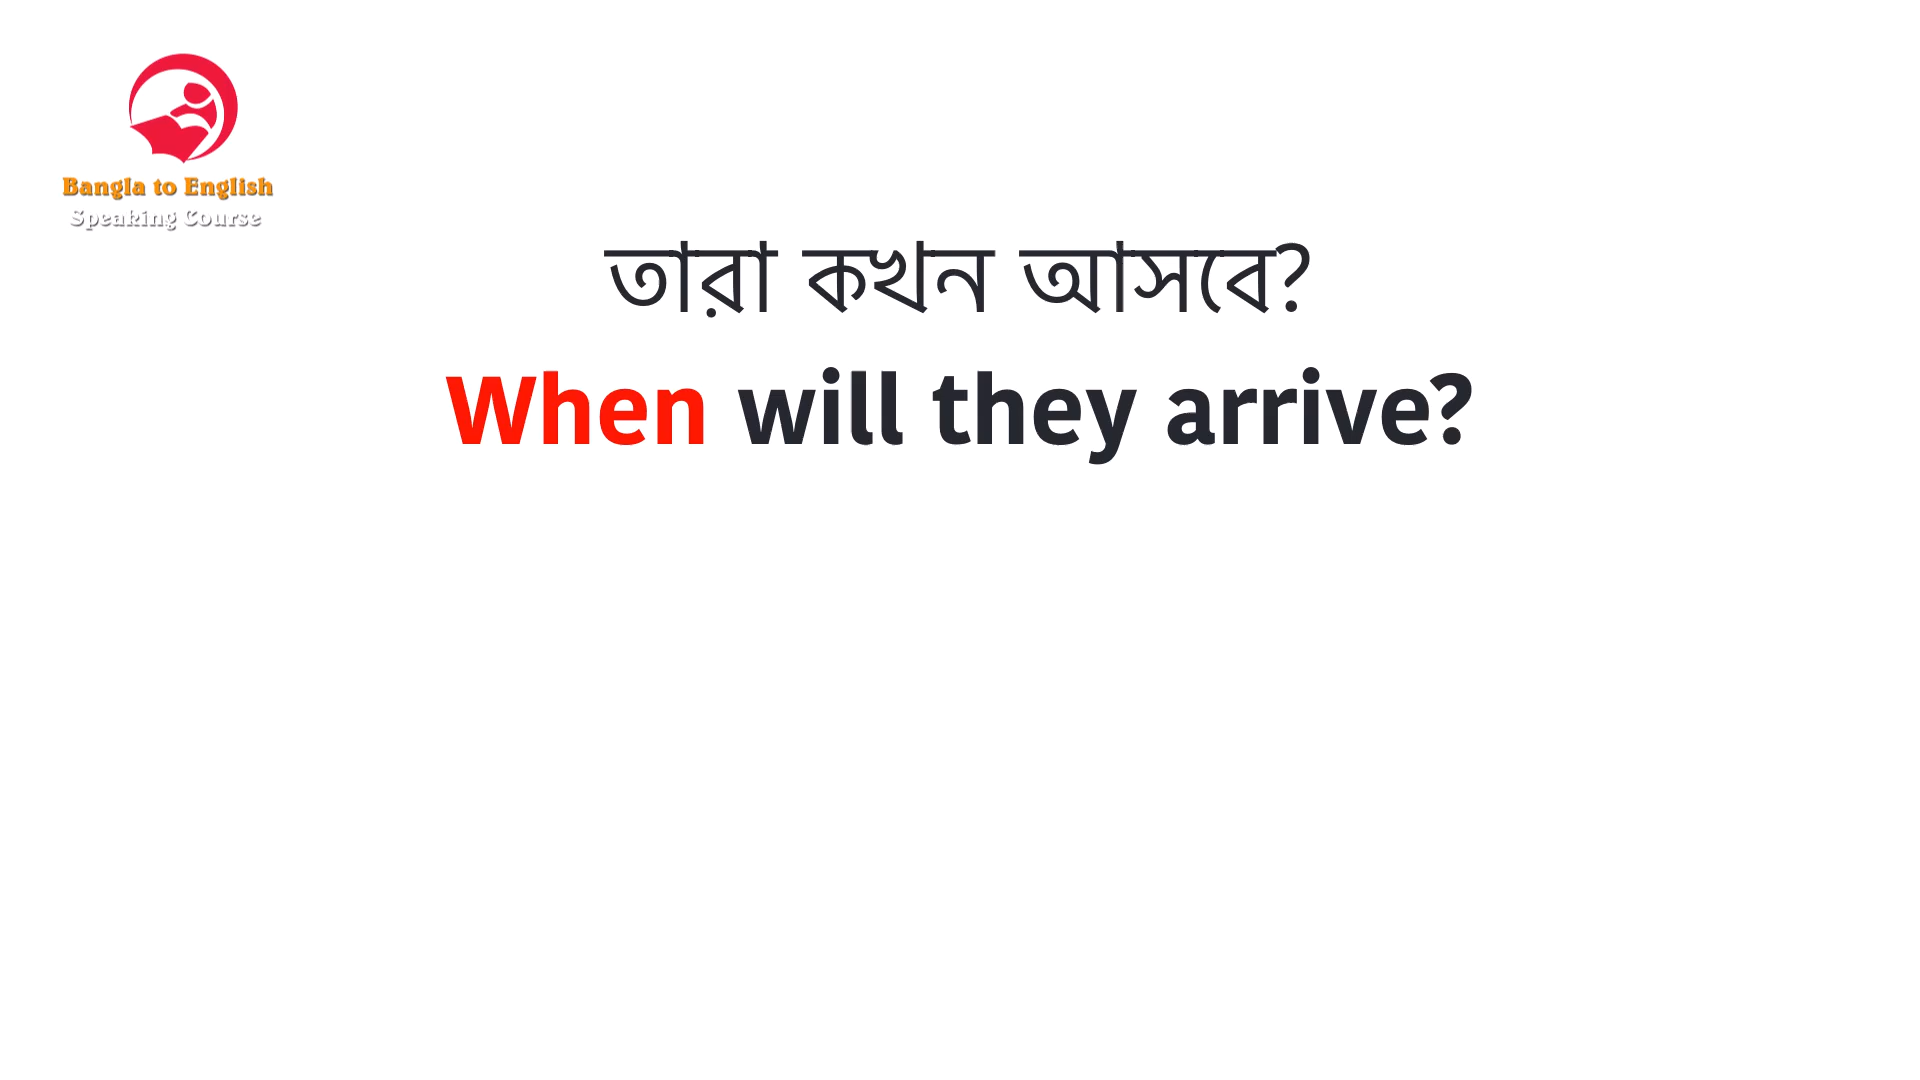 Bangla to English
Speaking Course
তারা কখন আসবে?
When will they arrive?